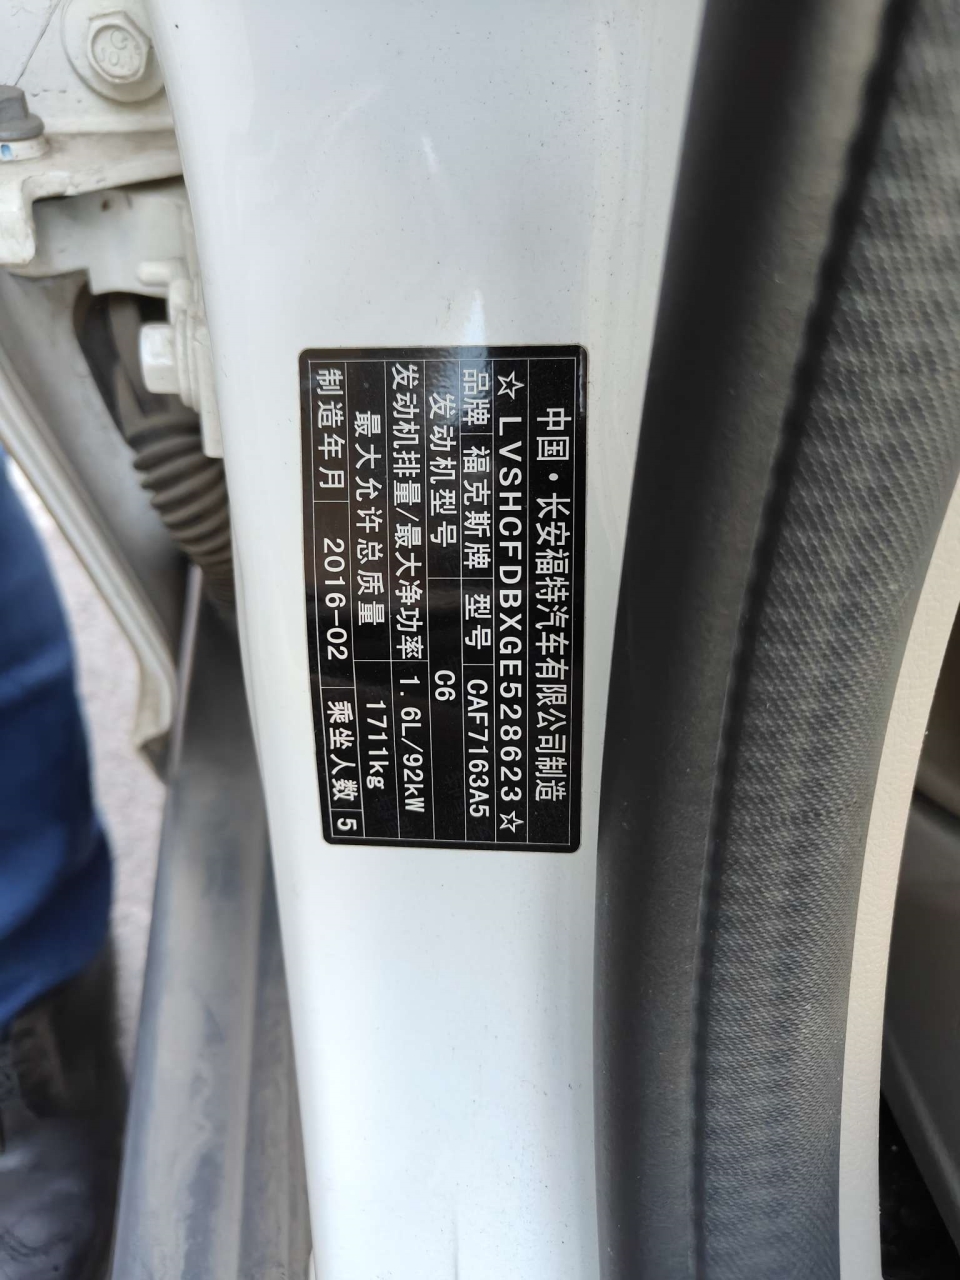 中国·长安福特汽车有限公司制造
☆LVSHCFDBXGE528623☆
品牌 福克斯牌 型号 CAF7163A5
发动机型号 C6
发动机排量/最大净功率 1.6L/92kW
最大允许总质量 1711kg
制造年月 2016-02 乘坐人数 5